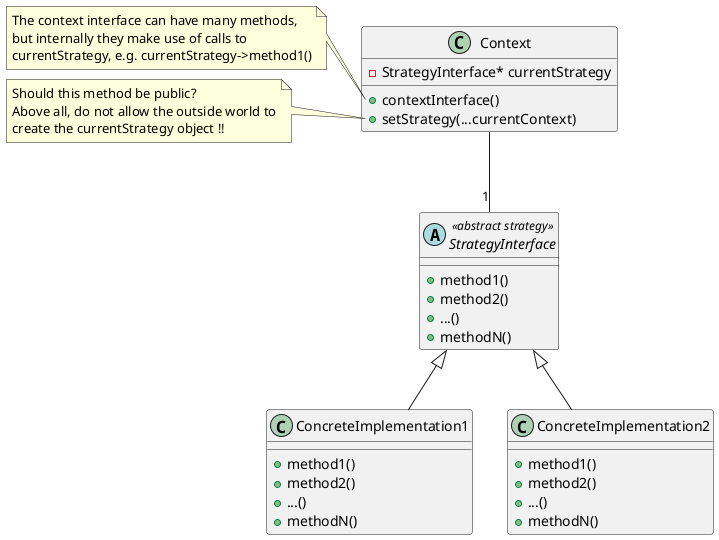 The context interface can have many methods,
but internally they make use of calls to
currentStrategy, e.g. currentStrategy->method1()
Should this method be public?
Above all, do not allow the outside world to
create the currentStrategy object !!
C Context
StrategyInterface* currentStrategy
contextInterface()
setStrategy(...currentContext)
1
A «abstract strategy»
StrategyInterface
method1()
method2()
...()
methodN()
C ConcreteImplementation1
method1()
method2()
...()
methodN()
C ConcreteImplementation2
method1()
method2()
...()
methodN()